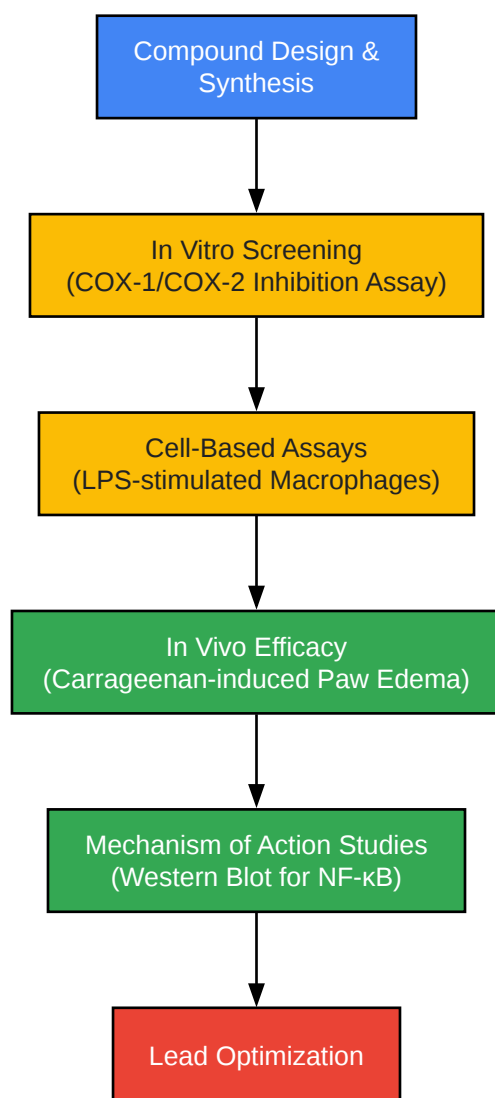 Compound Design &
Synthesis
In Vitro Screening
(COX-1/COX-2 Inhibition Assay)
Cell-Based Assays
(LPS-stimulated Macrophages)
In Vivo Efficacy
(Carrageenan-induced Paw Edema)
Mechanism of Action Studies
(Western Blot for NF-κB)
Lead Optimization